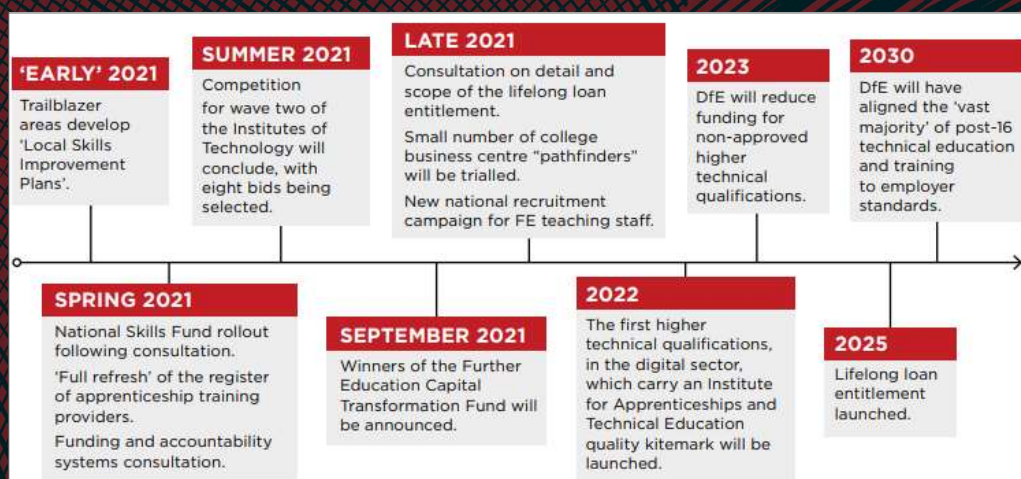 'EARLY' 2021
Trailblazer
areas develop
'Local Skills
Improvement
Plans'.
SPRING 2021
National Skills Fund rollout
following consultation.
'Full refresh' of the register
of apprenticeship training
providers.
Funding and accountability
systems consultation.
SUMMER 2021
Competition
for wave two of
the Institutes of
Technology will
conclude, with
eight bids being
selected.
SEPTEMBER 2021
Winners of the Further
Education Capital
Transformation Fund will
be announced.
LATE 2021
Consultation on detail and
scope of the lifelong loan
entitlement.
Small number of college
business centre "pathfinders"
will be trialled.
New national recruitment
campaign for FE teaching staff.
2022
The first higher
technical qualifications,
in the digital sector,
which carry an Institute
for Apprenticeships and
Technical Education
quality kitemark will be
launched.
2023
DfE will reduce
funding for
non-approved
higher
technical
qualifications.
2025
Lifelong loan
entitlement
launched.
2030
DfE will have
aligned the 'vast
majority' of post-16
technical education
and training
to employer
standards.